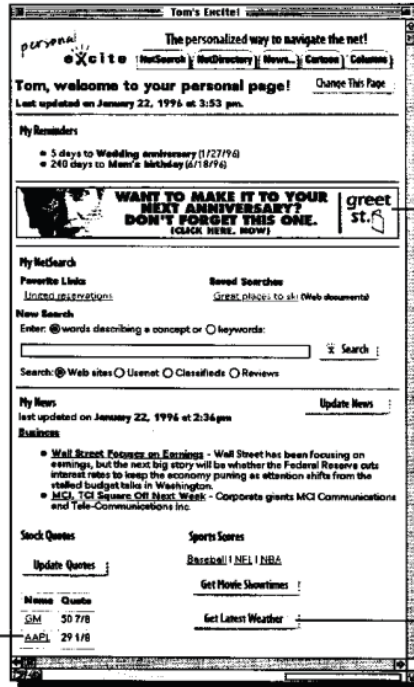 Tom's Excite!
personal
excite
The personalized way to navigate the net!
NetSearch NetDirectory News... Cartoons Columns
Tom, welcome to your personal page!
Change This Page
Last updated on January 22, 1996 at 3:53 pm.
My Reminders
5 days to Wedding anniversary (1/27/96)
240 days to Mom's birthday (6/18/96)
WANT TO MAKE IT TO YOUR
NEXT ANNIVERSARY?
DON'T FORGET THIS ONE.
(CLICK HERE, NOW)
greet
st.
My NetSearch
Favorite Links Saved Searches
United reservations Great places to ski (Web documents)
New Search
Enter: words describing a concept or keywords:
Search
Search: Web sites Usenet Classifieds Reviews
My News
Update News
last updated on January 22, 1996 at 2:36pm
Business
Wall Street Focuses on Earnings - Wall Street has been focusing on
earnings, but the next big story will be whether the Federal Reserve cuts
interest rates to keep the economy purring as attention shifts from the
stalled budget talks in Washington.
MCI, TCI Square Off Next Week - Corporate giants MCI Communications
and Tele-Communications Inc.
Stock Quotes Sports Scores
Update Quotes
Baseball | NFL | NBA
Get Movie Showtimes
Name Quote
GM 50 7/8
Get Latest Weather
AAPL 29 1/8